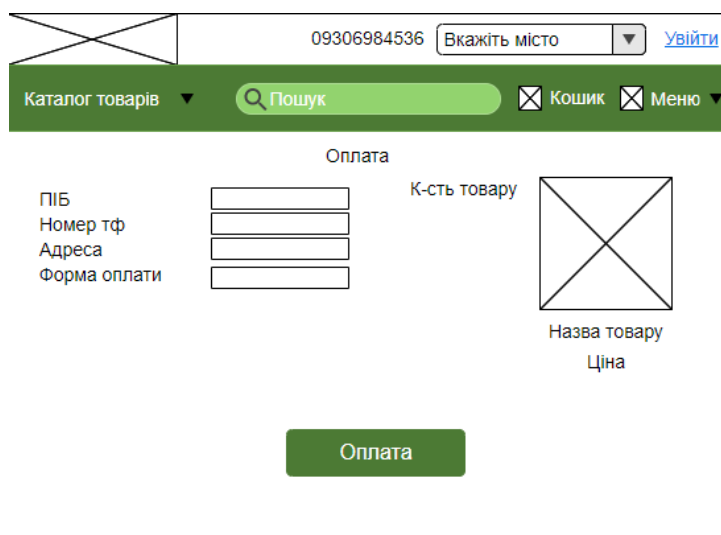 09306984536 Вкажіть місто Увійти
Каталог товарів Пошук Кошик Меню
Оплата
ПІБ
Номер тф
Адреса
Форма оплати
К-сть товару
Назва товару
Ціна
Оплата